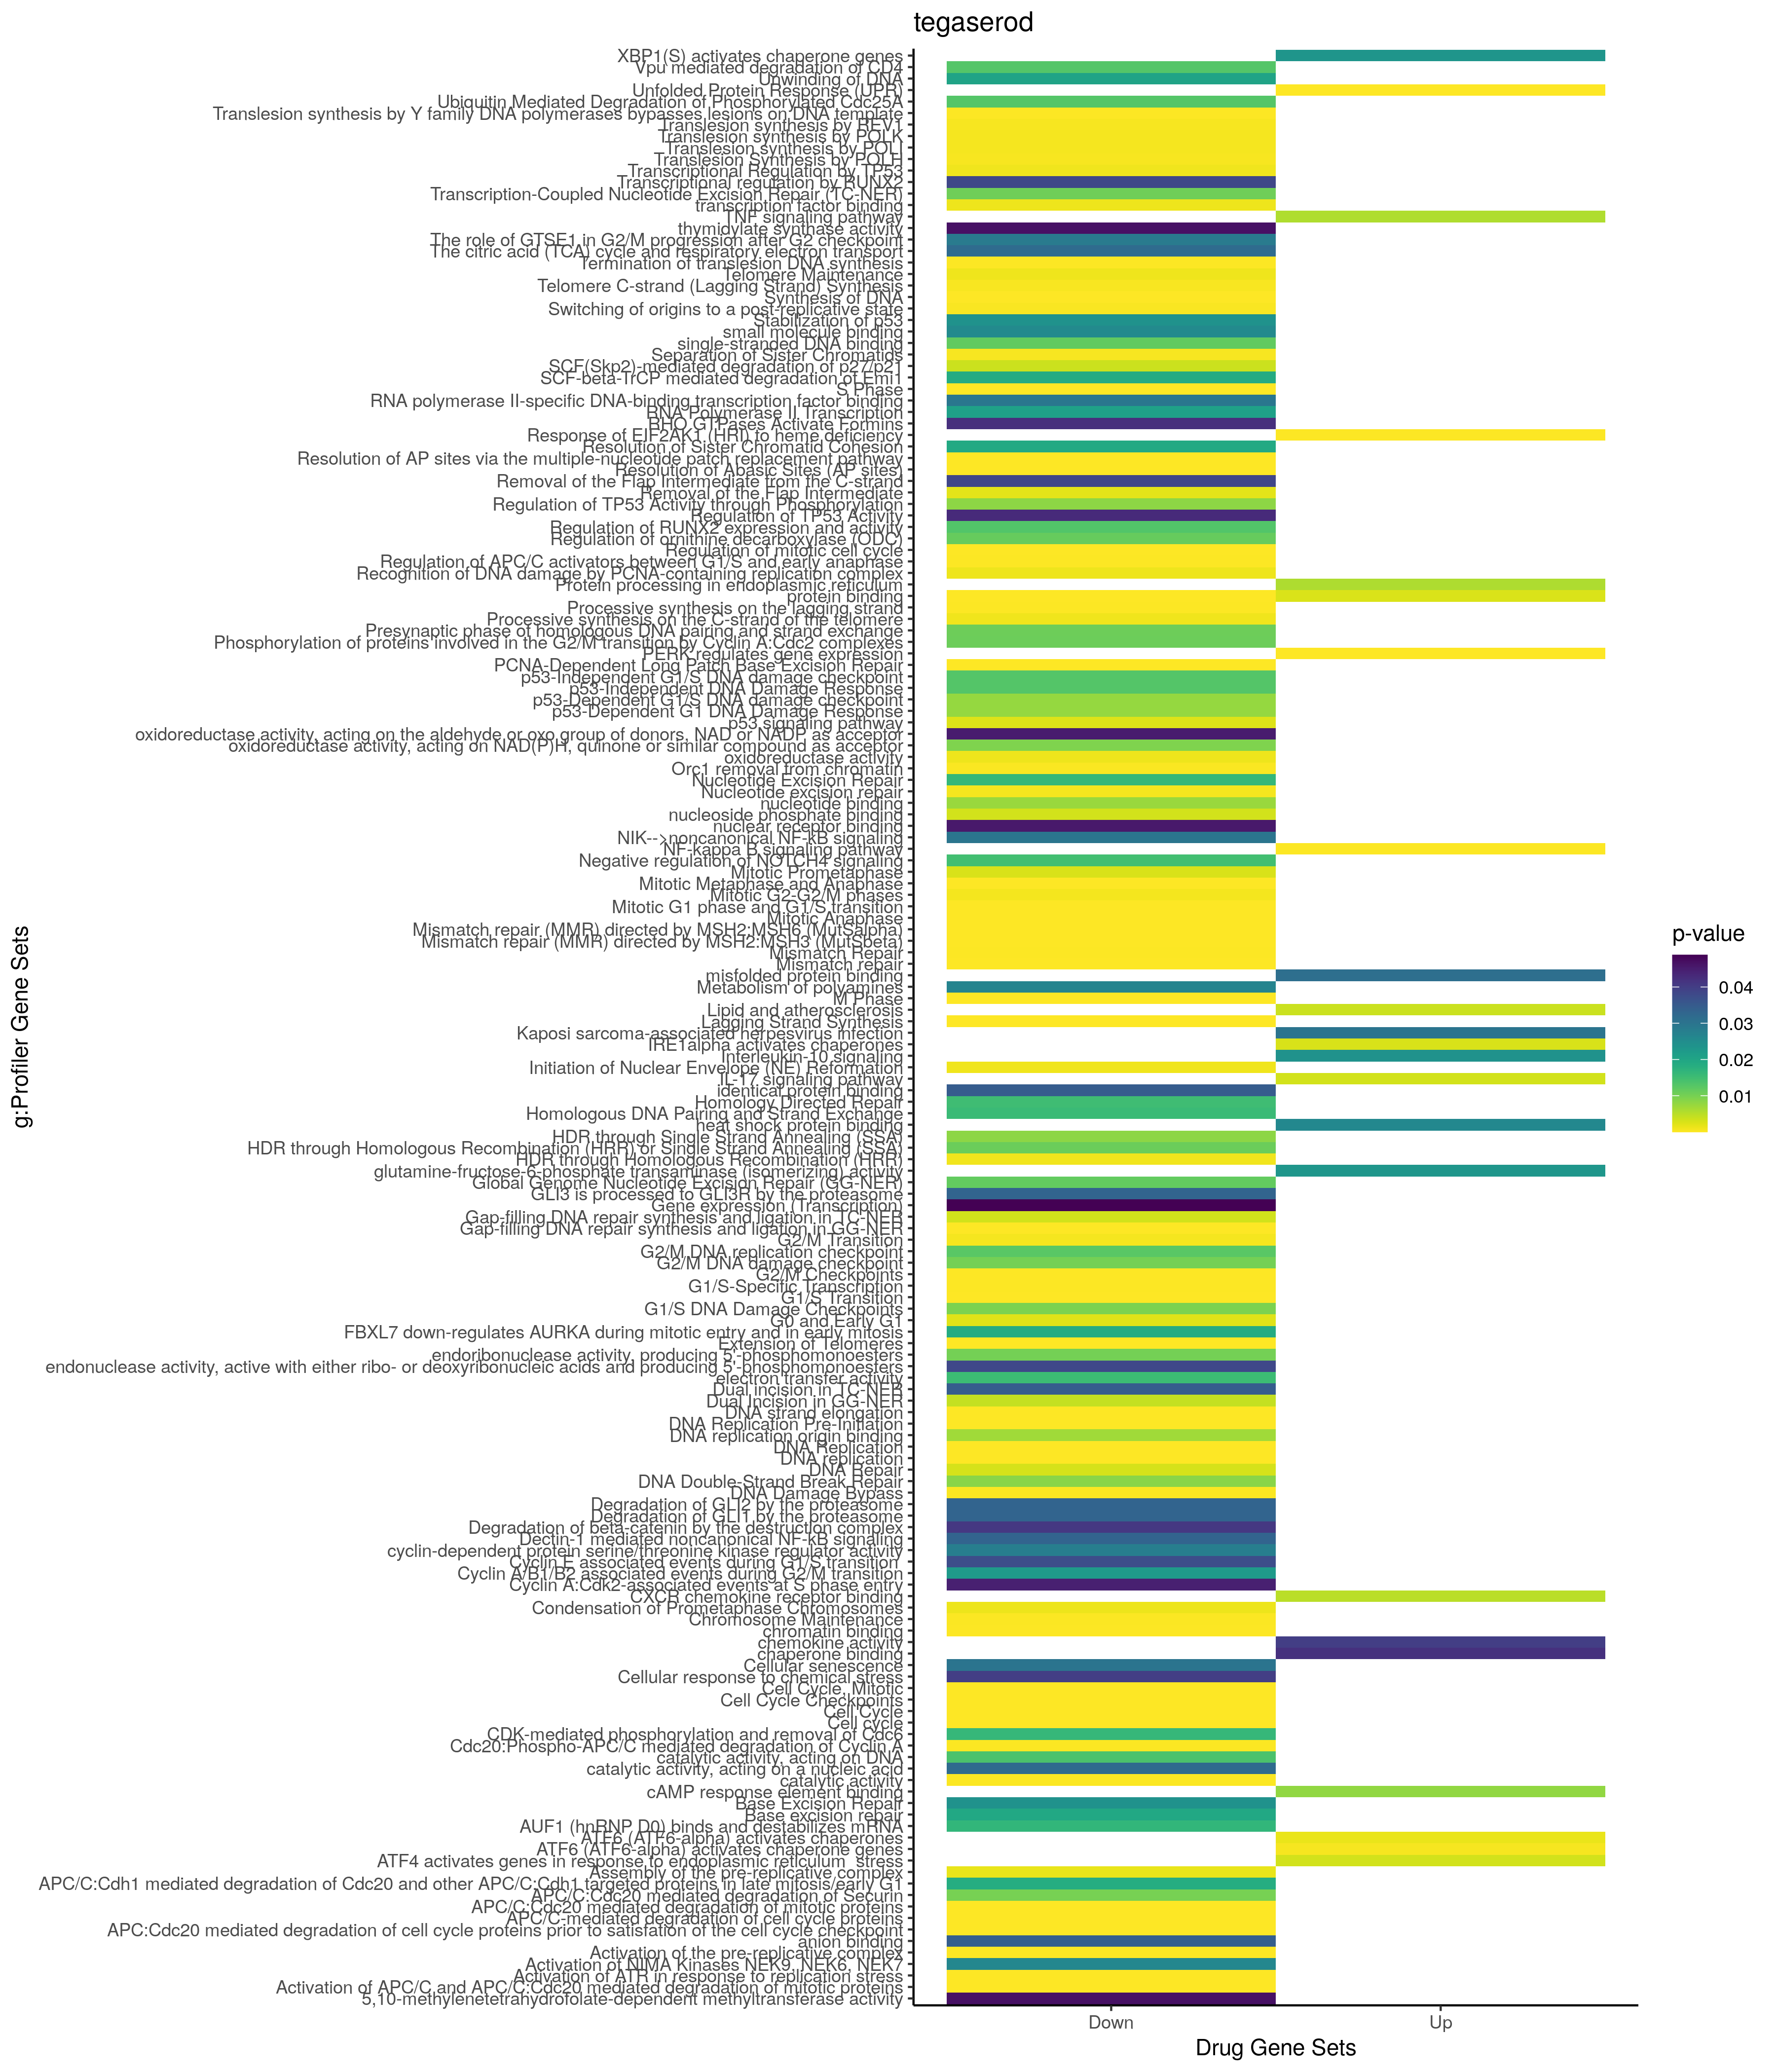 tegaserod
XBP1(S) activates chaperone genes
Vpu mediated degradation of CD4
Unwinding of DNA
Unfolded Protein Response (UPR)
Ubiquitin Mediated Degradation of Phosphorylated Cdc25A
Translesion synthesis by Y family DNA polymerases bypasses lesions on DNA template
Translesion synthesis by REV1
Translesion synthesis by POLK
Translesion synthesis by POLI
Translesion Synthesis by POLH
Transcriptional Regulation by TP53
Transcriptional regulation by RUNX2
Transcription-Coupled Nucleotide Excision Repair (TC-NER)
transcription factor binding
TNF signaling pathway
thymidylate synthase activity
The role of GTSE1 in G2/M progression after G2 checkpoint
The citric acid (TCA) cycle and respiratory electron transport
Termination of translesion DNA synthesis
Telomere Maintenance
Telomere C-strand (Lagging Strand) Synthesis
Synthesis of DNA
Switching of origins to a post-replicative state
Stabilization of p53
small molecule binding
single-stranded DNA binding
Separation of Sister Chromatids
SCF(Skp2)-mediated degradation of p27/p21
SCF-beta-TrCP mediated degradation of Emi1
S Phase
RNA polymerase II-specific DNA-binding transcription factor binding
RNA Polymerase II Transcription
RHO GTPases Activate Formins
Response of EIF2AK1 (HRI) to heme deficiency
Resolution of Sister Chromatid Cohesion
Resolution of AP sites via the multiple-nucleotide patch replacement pathway
Resolution of Abasic Sites (AP sites)
Removal of the Flap Intermediate from the C-strand
Removal of the Flap Intermediate
Regulation of TP53 Activity through Phosphorylation
Regulation of TP53 Activity
Regulation of RUNX2 expression and activity
Regulation of ornithine decarboxylase (ODC)
Regulation of mitotic cell cycle
Regulation of APC/C activators between G1/S and early anaphase
Recognition of DNA damage by PCNA-containing replication complex
Protein processing in endoplasmic reticulum
protein binding
Processive synthesis on the lagging strand
Processive synthesis on the C-strand of the telomere
Presynaptic phase of homologous DNA pairing and strand exchange
Phosphorylation of proteins involved in the G2/M transition by Cyclin A:Cdc2 complexes
PERK regulates gene expression
PCNA-Dependent Long Patch Base Excision Repair
p53-Independent G1/S DNA damage checkpoint
p53-Independent DNA Damage Response
p53-Dependent G1/S DNA damage checkpoint
p53-Dependent G1 DNA Damage Response
p53 signaling pathway
oxidoreductase activity, acting on the aldehyde or oxo group of donors, NAD or NADP as acceptor
oxidoreductase activity, acting on NAD(P)H, quinone or similar compound as acceptor
oxidoreductase activity
Orc1 removal from chromatin
Nucleotide Excision Repair
Nucleotide excision repair
nucleotide binding
nucleoside phosphate binding
nuclear receptor binding
NIK-->noncanonical NF-kB signaling
NF-kappa B signaling pathway
Negative regulation of NOTCH4 signaling
Mitotic Prometaphase
Mitotic Metaphase and Anaphase
Mitotic G2-G2/M phases
Mitotic G1 phase and G1/S transition
Mitotic Anaphase
Mismatch repair (MMR) directed by MSH2:MSH6 (MutSalpha)
Mismatch repair (MMR) directed by MSH2:MSH3 (MutSbeta)
Mismatch Repair
Mismatch repair
misfolded protein binding
Metabolism of polyamines
M Phase
Lipid and atherosclerosis
Lagging Strand Synthesis
Kaposi sarcoma-associated herpesvirus infection
IRE1alpha activates chaperones
Interleukin-10 signaling
Initiation of Nuclear Envelope (NE) Reformation
IL-17 signaling pathway
identical protein binding
Homology Directed Repair
Homologous DNA Pairing and Strand Exchange
heat shock protein binding
HDR through Single Strand Annealing (SSA)
HDR through Homologous Recombination (HRR) or Single Strand Annealing (SSA)
HDR through Homologous Recombination (HRR)
glutamine-fructose-6-phosphate transaminase (isomerizing) activity
Global Genome Nucleotide Excision Repair (GG-NER)
GLI3 is processed to GLI3R by the proteasome
Gene expression (Transcription)
Gap-filling DNA repair synthesis and ligation in TC-NER
Gap-filling DNA repair synthesis and ligation in GG-NER
G2/M Transition
G2/M DNA replication checkpoint
G2/M DNA damage checkpoint
G2/M Checkpoints
G1/S-Specific Transcription
G1/S Transition
G1/S DNA Damage Checkpoints
G0 and Early G1
FBXL7 down-regulates AURKA during mitotic entry and in early mitosis
Extension of Telomeres
endoribonuclease activity, producing 5'-phosphomonoesters
endonuclease activity, active with either ribo- or deoxyribonucleic acids and producing 5'-phosphomonoesters
electron transfer activity
Dual incision in TC-NER
Dual Incision in GG-NER
DNA strand elongation
DNA Replication Pre-Initiation
DNA replication origin binding
DNA Replication
DNA replication
DNA Repair
DNA Double-Strand Break Repair
DNA Damage Bypass
Degradation of GLI2 by the proteasome
Degradation of GLI1 by the proteasome
Degradation of beta-catenin by the destruction complex
Dectin-1 mediated noncanonical NF-kB signaling
cyclin-dependent protein serine/threonine kinase regulator activity
Cyclin E associated events during G1/S transition
Cyclin A/B1/B2 associated events during G2/M transition
Cyclin A:Cdk2-associated events at S phase entry
CXCR chemokine receptor binding
Condensation of Prometaphase Chromosomes
Chromosome Maintenance
chromatin binding
chemokine activity
chaperone binding
Cellular senescence
Cellular response to chemical stress
Cell Cycle, Mitotic
Cell Cycle Checkpoints
Cell Cycle
Cell cycle
CDK-mediated phosphorylation and removal of Cdc6
Cdc20:Phospho-APC/C mediated degradation of Cyclin A
catalytic activity, acting on DNA
catalytic activity, acting on a nucleic acid
catalytic activity
cAMP response element binding
Base Excision Repair
Base excision repair
AUF1 (hnRNP D0) binds and destabilizes mRNA
ATF6 (ATF6-alpha) activates chaperones
ATF6 (ATF6-alpha) activates chaperone genes
ATF4 activates genes in response to endoplasmic reticulum  stress
Assembly of the pre-replicative complex
APC/C:Cdh1 mediated degradation of Cdc20 and other APC/C:Cdh1 targeted proteins in late mitosis/early G1
APC/C:Cdc20 mediated degradation of Securin
APC/C:Cdc20 mediated degradation of mitotic proteins
APC/C-mediated degradation of cell cycle proteins
APC:Cdc20 mediated degradation of cell cycle proteins prior to satisfation of the cell cycle checkpoint
anion binding
Activation of the pre-replicative complex
Activation of NIMA Kinases NEK9, NEK6, NEK7
Activation of ATR in response to replication stress
Activation of APC/C and APC/C:Cdc20 mediated degradation of mitotic proteins
5,10-methylenetetrahydrofolate-dependent methyltransferase activity
g:Profiler Gene Sets
Down
Up
Drug Gene Sets
p-value
0.04
0.03
0.02
0.01